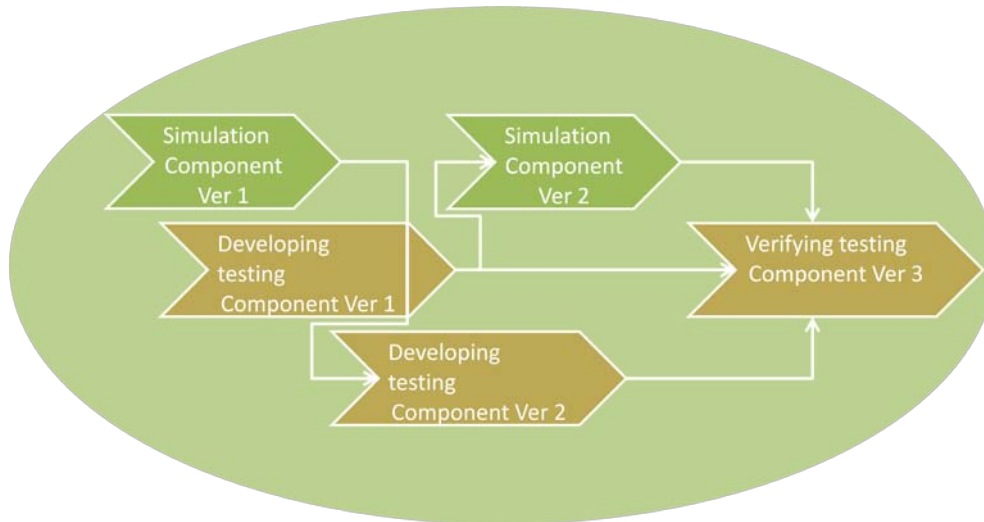 Simulation
Component
Ver 1
Simulation
Component
Ver 2
Developing
testing
Component Ver 1
Verifying testing
Component Ver 3
Developing
testing
Component Ver 2